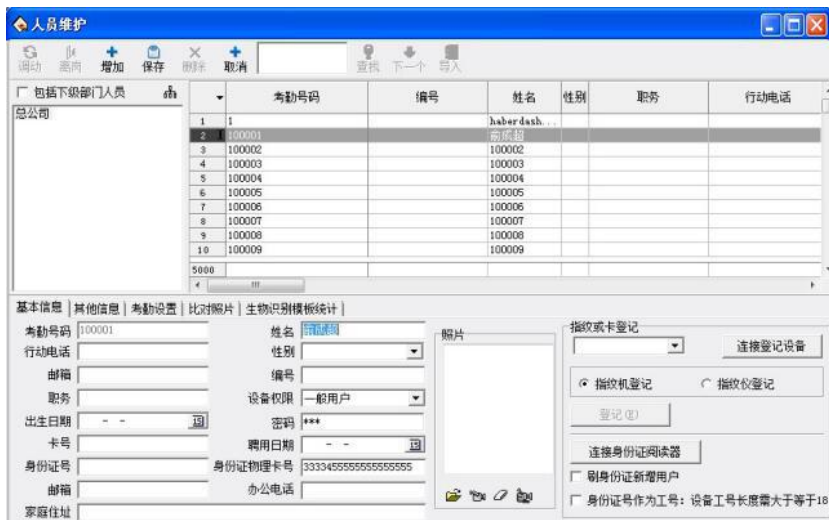 人员维护
调动 离岗 增加 保存 删除 取消 查找 下一个 导入
包括下级部门人员
总公司
考勤号码 编号 姓名 性别 职务 行动电话
1 1 haberdash...
2 100001
3 100002 100002
4 100003 100003
5 100004 100004
6 100005 100005
7 100006 100006
8 100007 100007
9 100008 100008
10 100009 100009
5000
基本信息 其他信息 考勤设置 比对照片 生物识别模板统计
考勤号码 100001 姓名
行动电话 性别
邮箱 编号
职务 设备权限 一般用户
出生日期 - - 15 密码 ***
卡号 聘用日期 - - 15
身份证号 身份证物理卡号 3333455555555555555
邮箱 办公电话
家庭住址
照片
指纹或卡登记
连接登记设备
指纹机登记 指纹仪登记
登记(E)
连接身份证阅读器
刷身份证新增用户
身份证号作为工号：设备工号长度需大于等于18